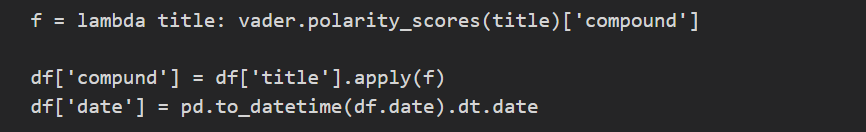 f = lambda title: vader.polarity_scores(title)['compound']
df['compund'] = df['title'].apply(f)
df['date'] = pd.to_datetime(df.date).dt.date